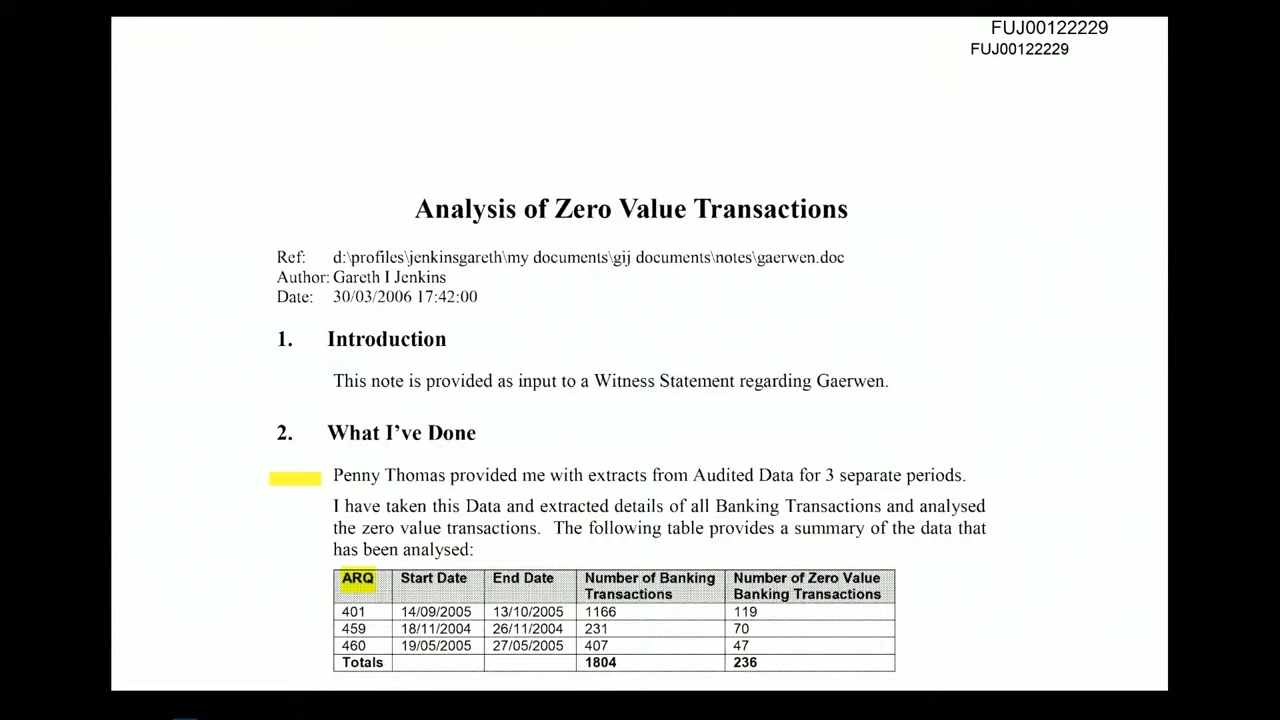 FUJ00122229
FUJ00122229
Analysis of Zero Value Transactions
Ref: d:\profiles\jenkinsgareth\my documents\gij documents\notes\gaerwen.doc
Author: Gareth I Jenkins
Date: 30/03/2006 17:42:00
1. Introduction
This note is provided as input to a Witness Statement regarding Gaerwen.
2. What I've Done
Penny Thomas provided me with extracts from Audited Data for 3 separate periods.
I have taken this Data and extracted details of all Banking Transactions and analysed
the zero value transactions. The following table provides a summary of the data that
has been analysed:
ARQ Start Date End Date Number of Banking Transactions Number of Zero Value Banking Transactions
401 14/09/2005 13/10/2005 1166 119
459 18/11/2004 26/11/2004 231 70
460 19/05/2005 27/05/2005 407 47
Totals 1804 236